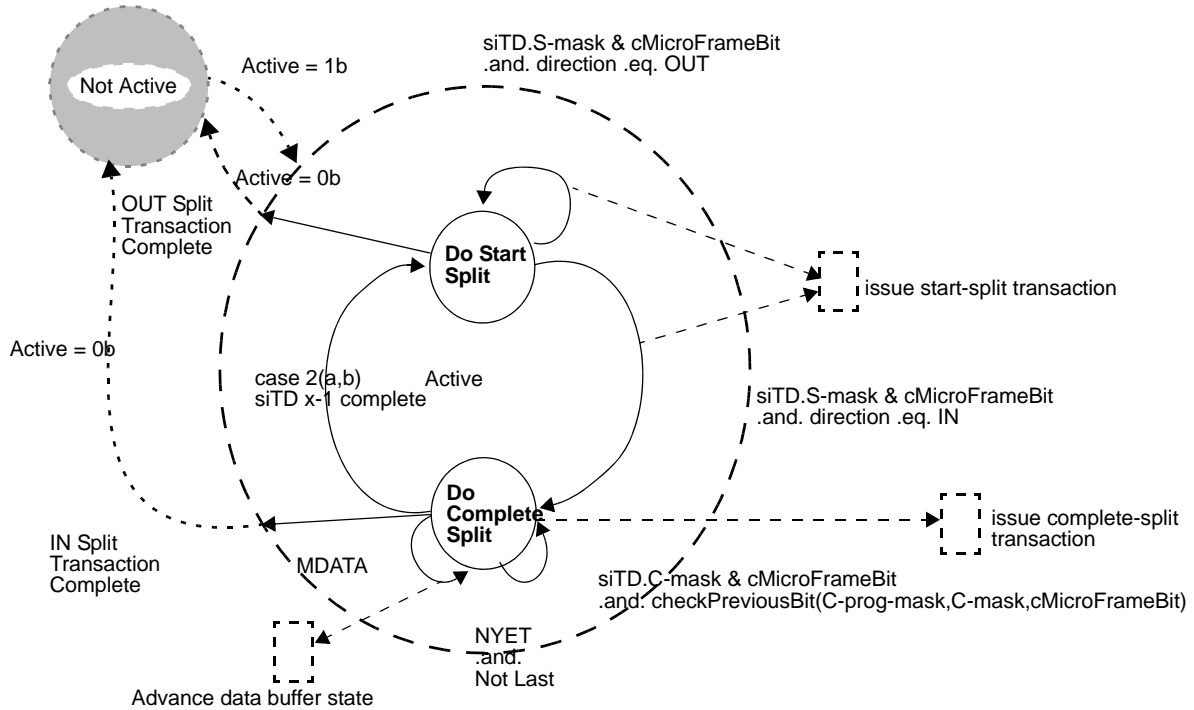 siTD.S-mask & cMicroFrameBit
.and. direction .eq. OUT
Active = 1b
Not Active
Active = 0b
OUT Split
Transaction
Complete
Do Start
Split
issue start-split transaction
Active = 0b
case 2(a,b)
siTD x-1 complete
Active
siTD.S-mask & cMicroFrameBit
.and. direction .eq. IN
Do
Complete
Split
issue complete-split
transaction
IN Split
Transaction
Complete
MDATA
siTD.C-mask & cMicroFrameBit
.and. checkPreviousBit(C-prog-mask,C-mask,cMicroFrameBit)
NYET
.and.
Not Last
Advance data buffer state